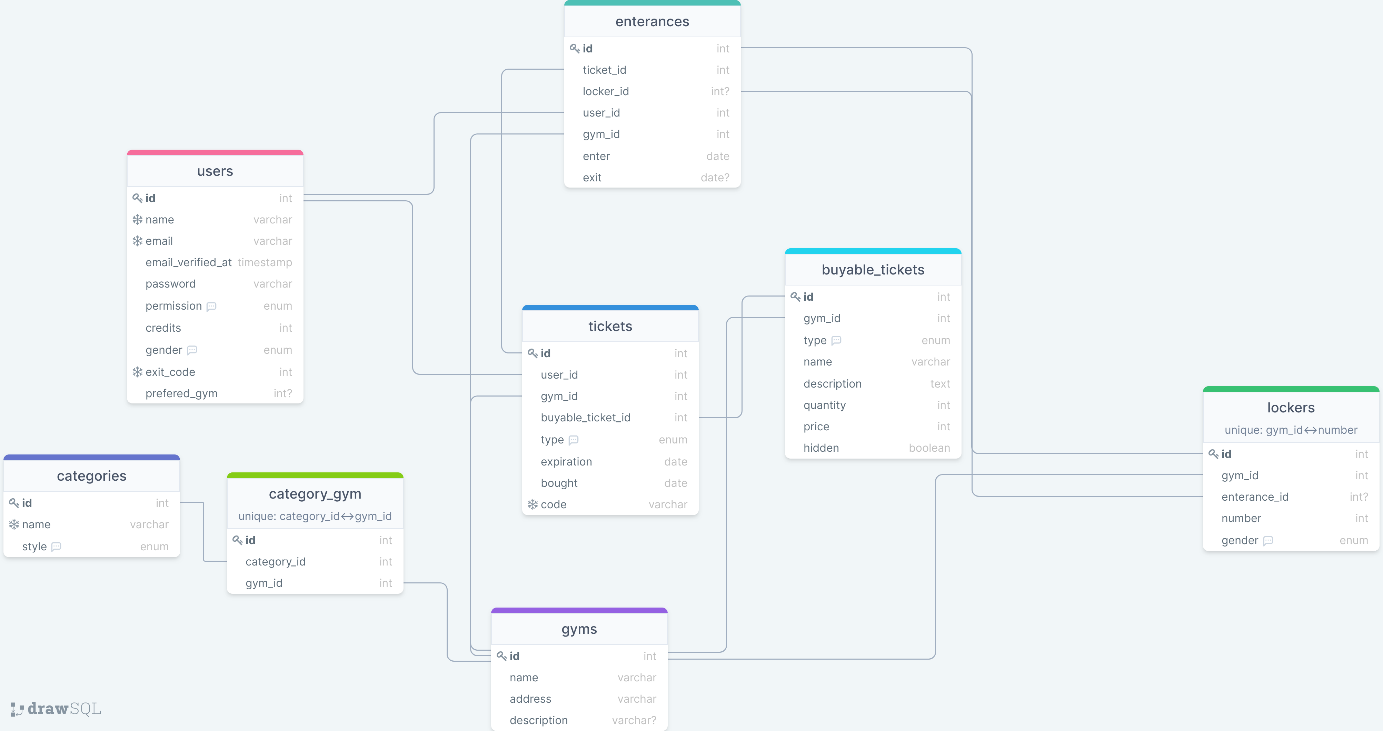 enterances
id int
ticket_id int
locker_id int?
user_id int
gym_id int
enter date
exit date?
users
id int
name varchar
email varchar
email_verified_at timestamp
password varchar
permission enum
credits int
gender enum
exit_code int
prefered_gym int?
buyable_tickets
id int
gym_id int
type enum
name varchar
description text
quantity int
price int
hidden boolean
tickets
id int
user_id int
gym_id int
buyable_ticket_id int
type enum
expiration date
bought date
code varchar
lockers
unique: gym_id↔number
id int
gym_id int
enterance_id int?
number int
gender enum
categories
id int
name varchar
style enum
category_gym
unique: category_id↔gym_id
id int
category_id int
gym_id int
gyms
id int
name varchar
address varchar
description varchar?
drawSQL